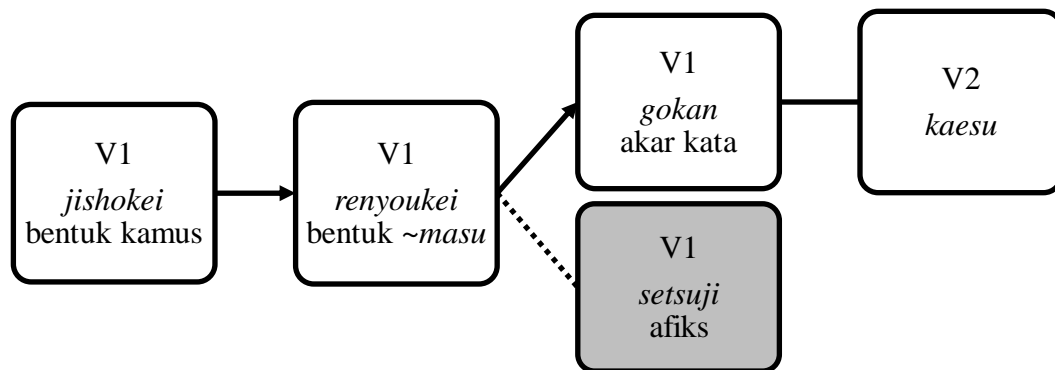 V1
jishokei
bentuk kamus
V1
renyoukei
bentuk ~masu
V1
gokan
akar kata
V2
kaesu
V1
setsuji
afiks